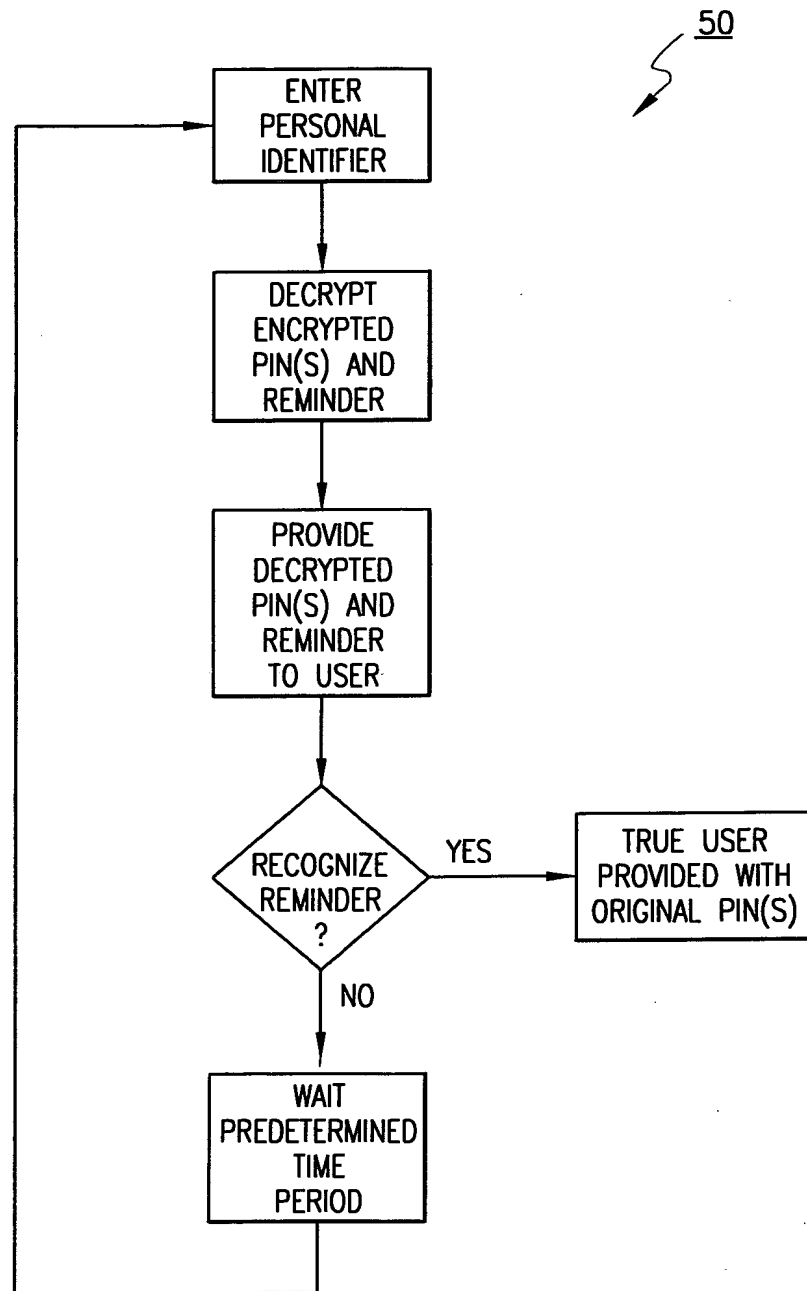 50
ENTER
PERSONAL
IDENTIFIER
DECRYPT
ENCRYPTED
PIN(S) AND
REMINDER
PROVIDE
DECRYPTED
PIN(S) AND
REMINDER
TO USER
RECOGNIZE
REMINDER
?
YES
TRUE USER
PROVIDED WITH
ORIGINAL PIN(S)
NO
WAIT
PREDETERMINED
TIME
PERIOD